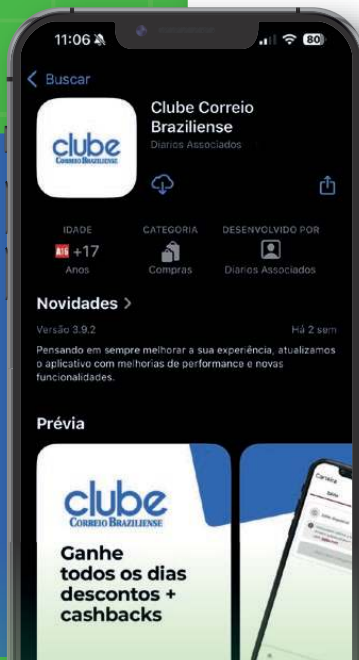 11:06
80
Buscar
clube
CORREIO BRAZILIENSE
Clube Correio
Braziliense
Diarios Associados
IDADE
CATEGORIA
DESENVOLVIDO POR
A16 +17
Anos
Compras
Diarios Associados
Novidades
Versão 3.9.2
Há 2 sem
Pensando em sempre melhorar a sua experiência, atualizamos
o aplicativo com melhorias de performance e novas
funcionalidades.
Prévia
clube
CORREIO BRAZILIENSE
Ganhe
todos os dias
descontos +
cashbacks
Carteira